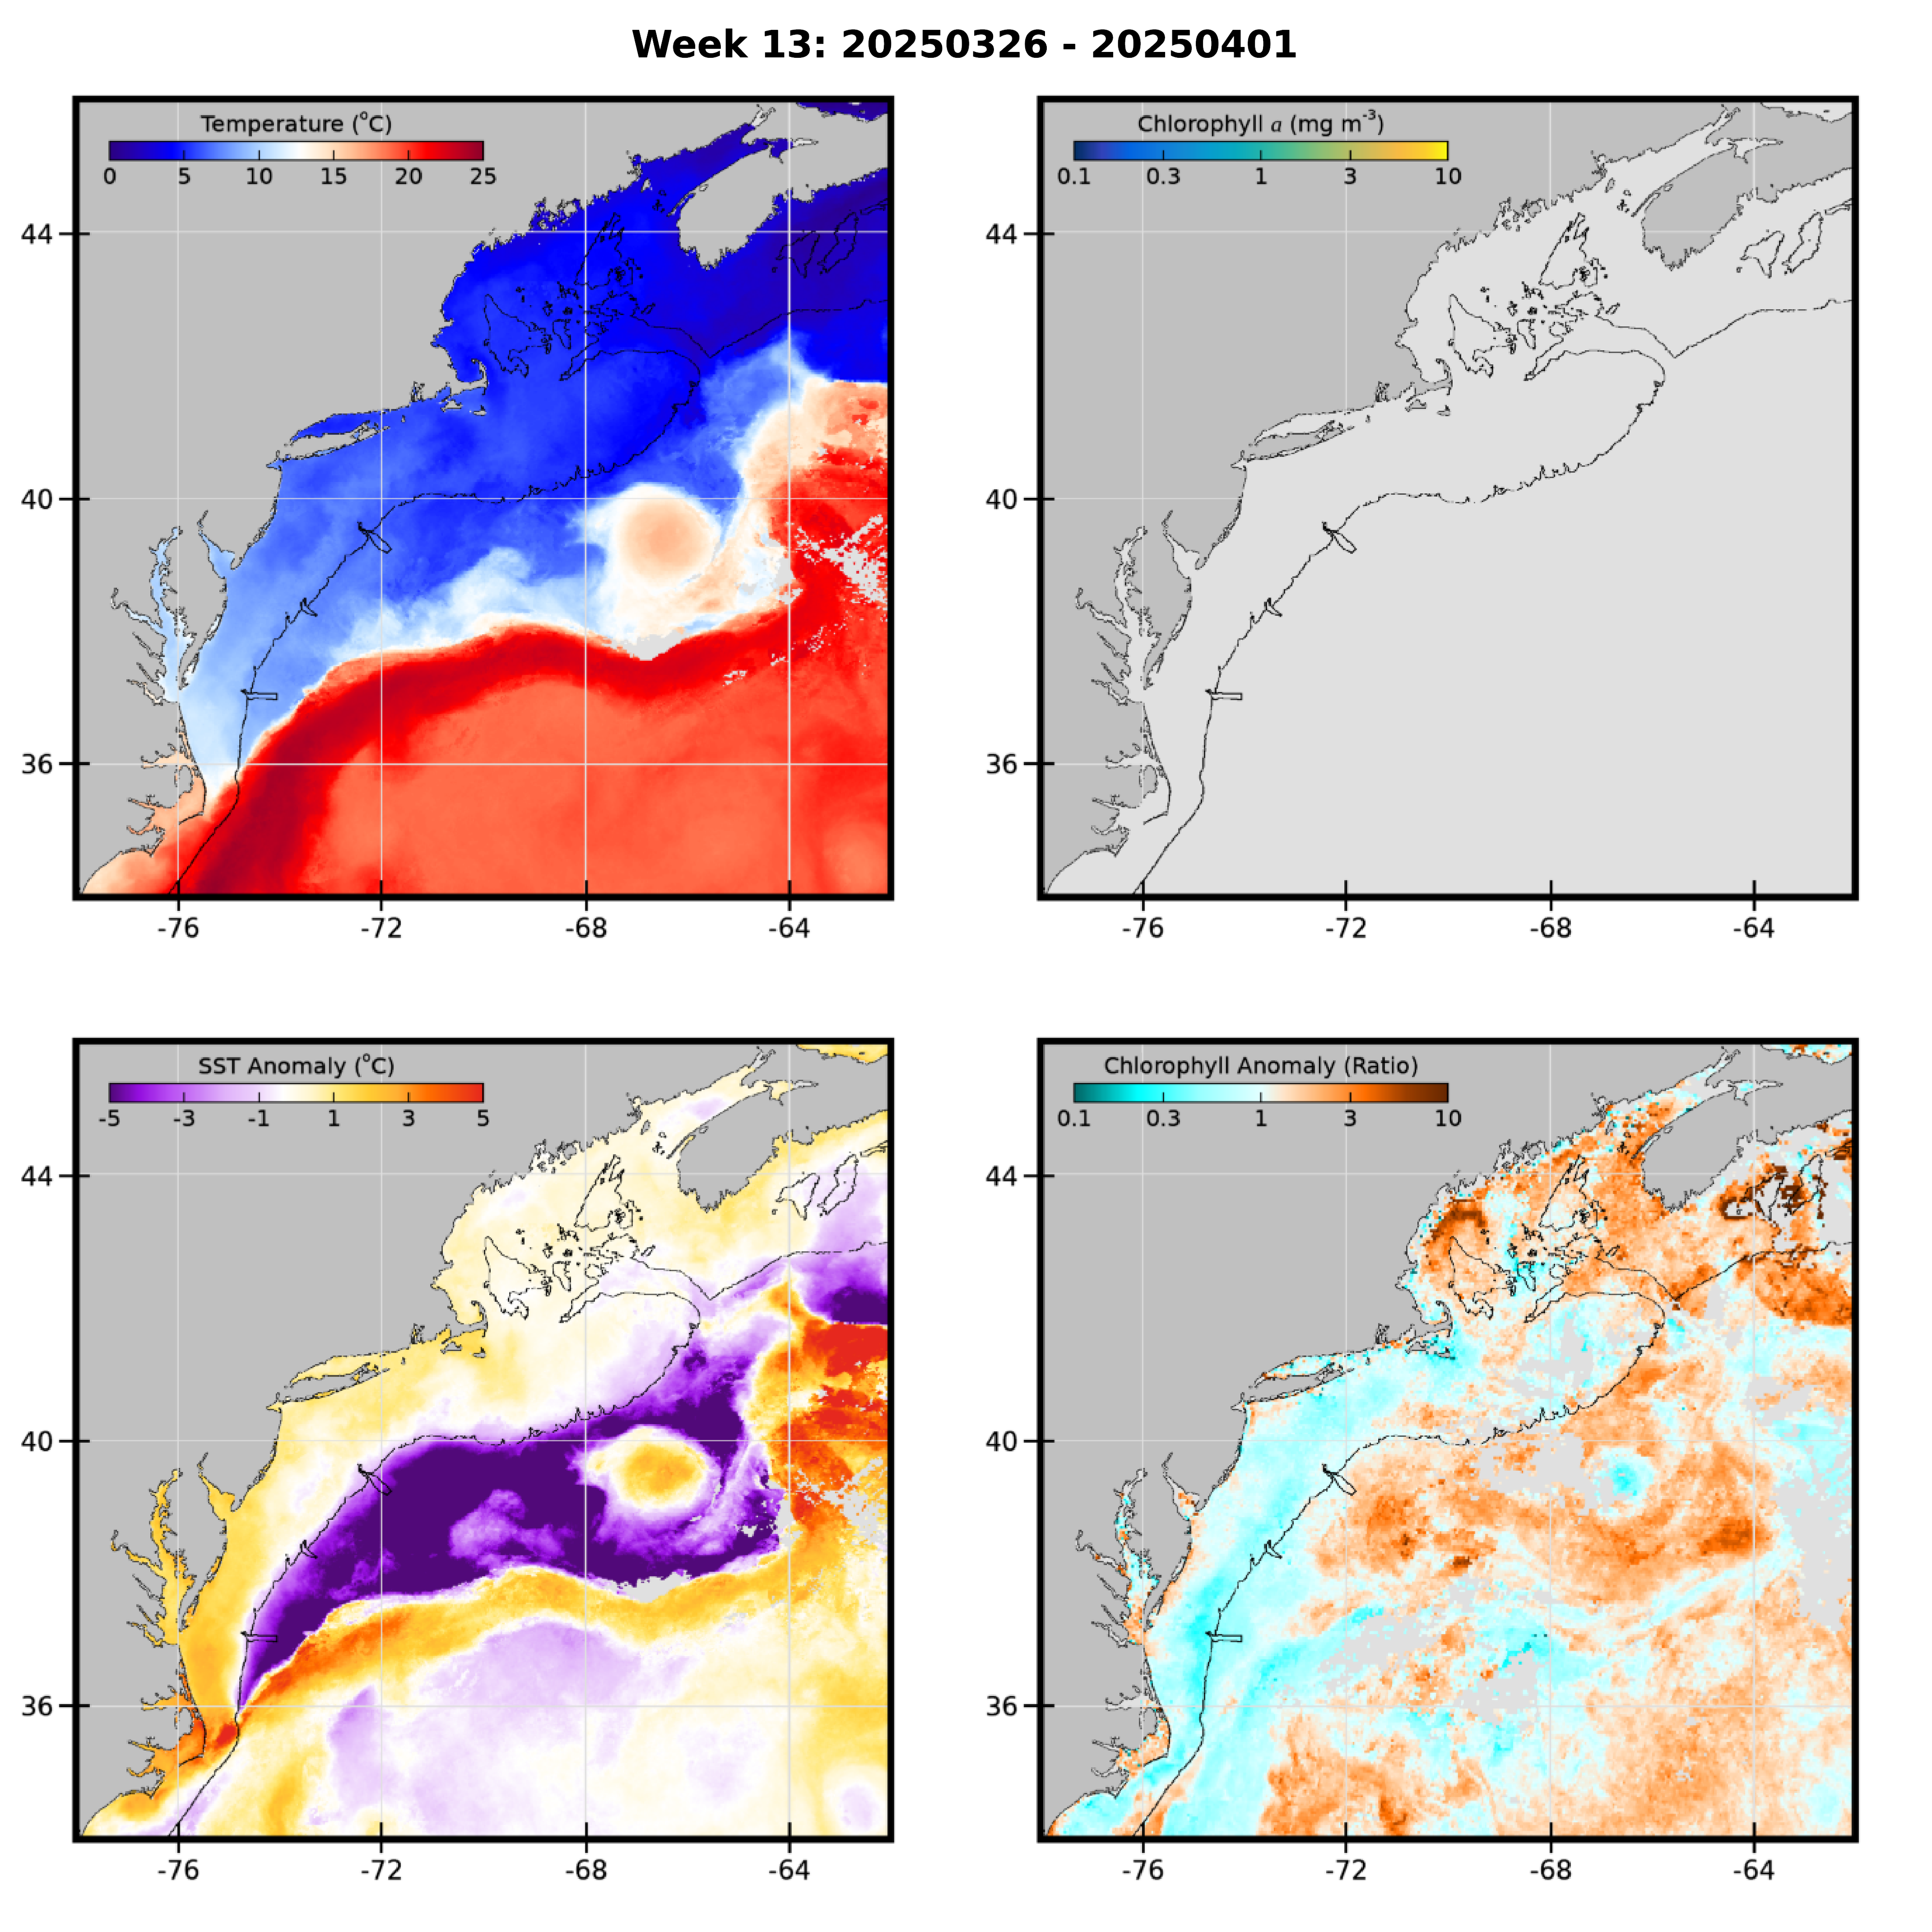 Week 13: 20250326 - 20250401
Temperature (°C)
0 5 10 15 20 25
44
40
36
-76 -72 -68 -64
Chlorophyll a (mg m⁻³)
0.1 0.3 1 3 10
44
40
36
-76 -72 -68 -64
SST Anomaly (°C)
-5 -3 -1 1 3 5
44
40
36
-76 -72 -68 -64
Chlorophyll Anomaly (Ratio)
0.1 0.3 1 3 10
44
40
36
-76 -72 -68 -64